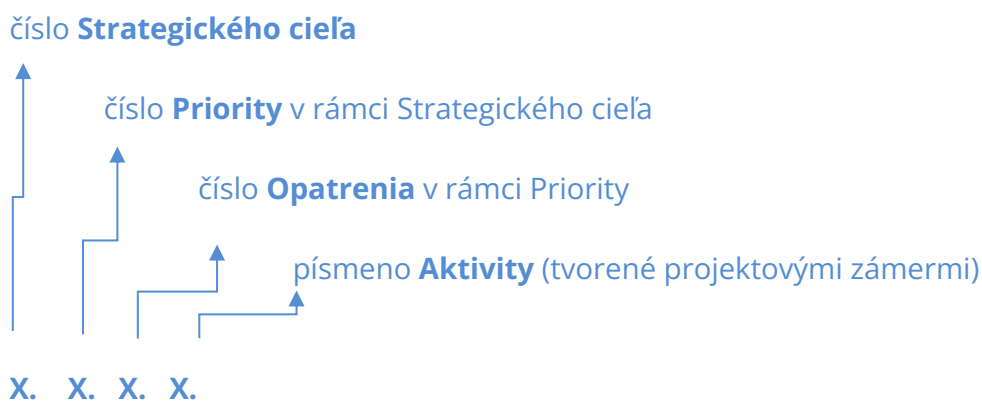 číslo Strategického cieľa
číslo Priority v rámci Strategického cieľa
číslo Opatrenia v rámci Priority
písmeno Aktivity (tvorené projektovými zámermi)
X. X. X. X.